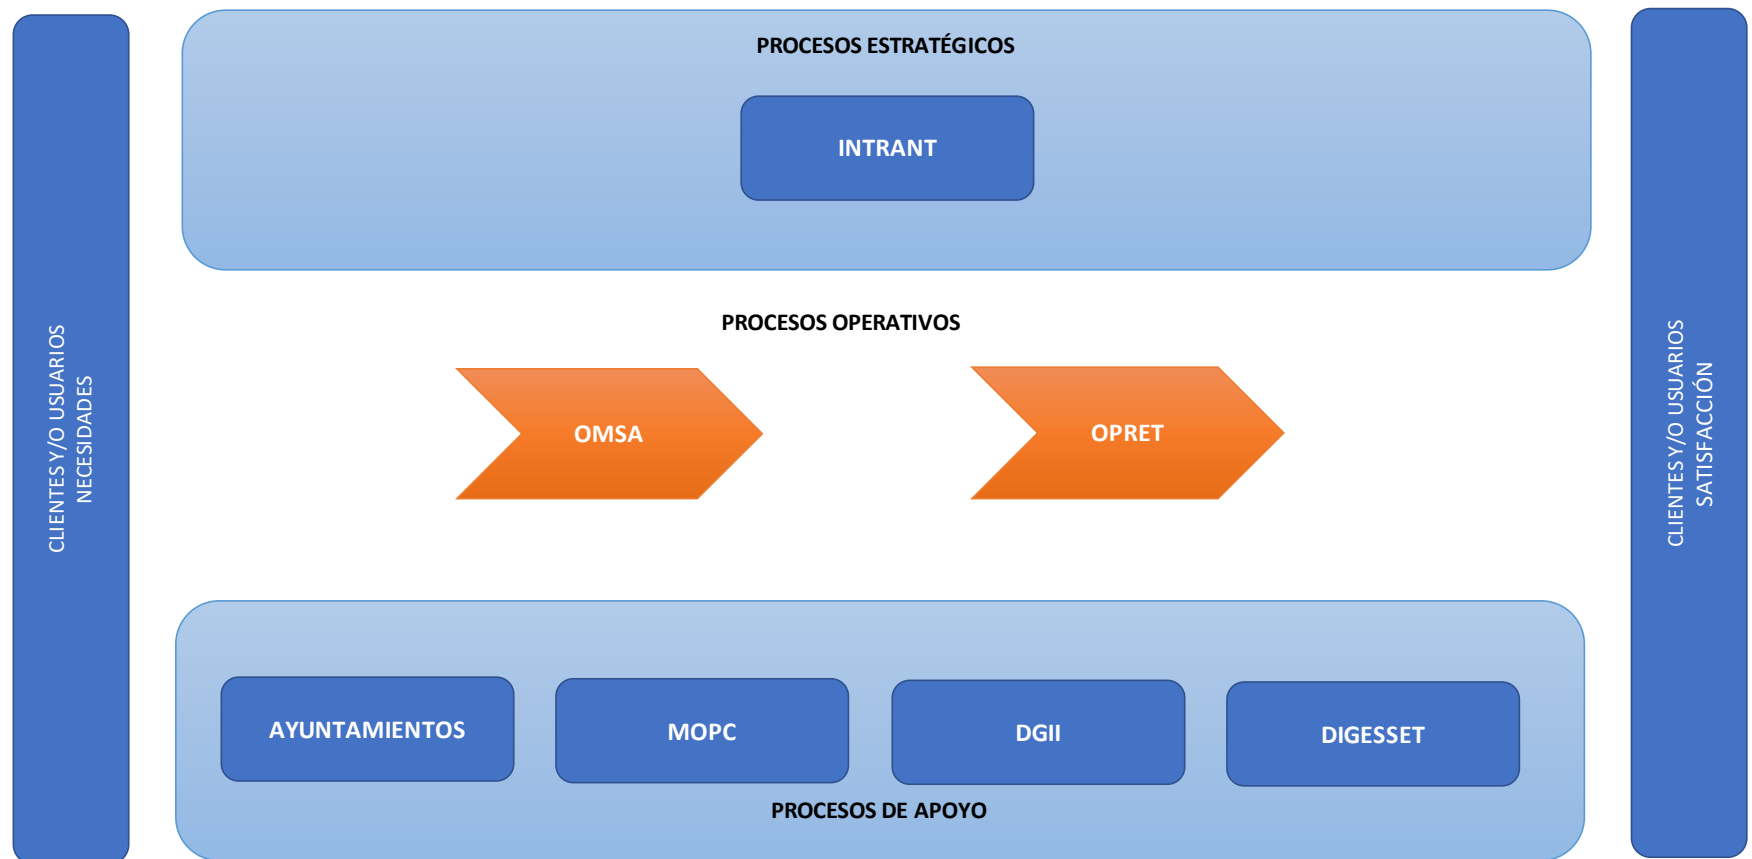 CLIENTES Y/O USUARIOS
NECESIDADES
PROCESOS ESTRATÉGICOS
INTRANT
PROCESOS OPERATIVOS
OMSA
OPRET
AYUNTAMIENTOS
MOPC
DGII
DIGESSET
PROCESOS DE APOYO
CLIENTES Y/O USUARIOS
SATISFACCIÓN